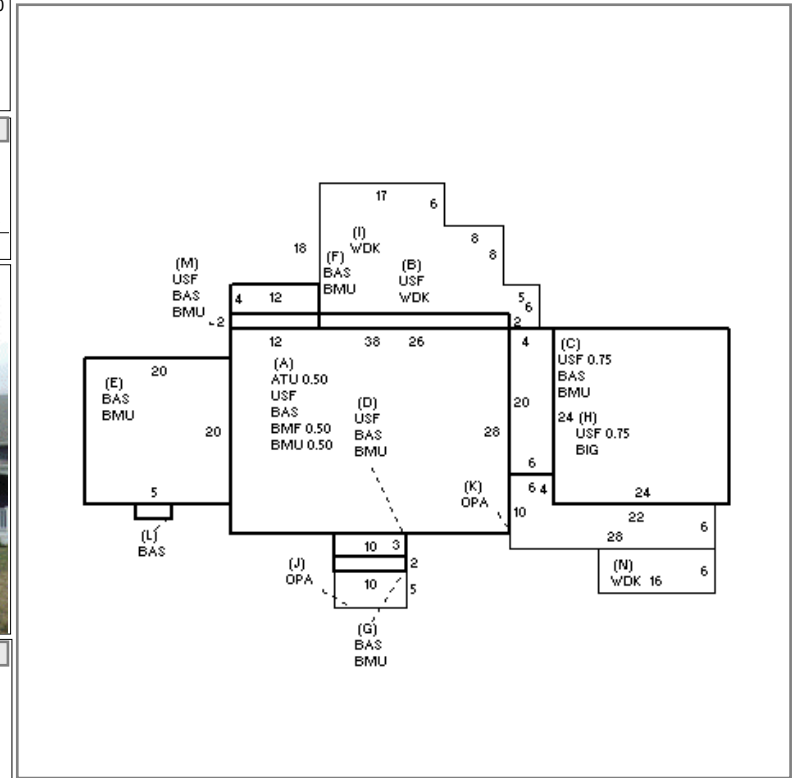 17
6
8
8
18
(I)
WDK
(F)
BAS
BMU
(B)
USF
WDK
(M)
USF
BAS
BMU
2
4
12
5
6
2
12
38
26
4
(A)
ATU 0.50
USF
BAS
BMF 0.50
BMU 0.50
(D)
USF
BAS
BMU
28
20
(C)
USF 0.75
BAS
BMU
24
(H)
USF 0.75
BIG
20
(E)
BAS
BMU
20
5
(L)
BAS
6
6
4
10
(K)
OPA
24
22
6
28
(N)
WDK
16
6
10
3
2
(J)
OPA
10
5
(G)
BAS
BMU